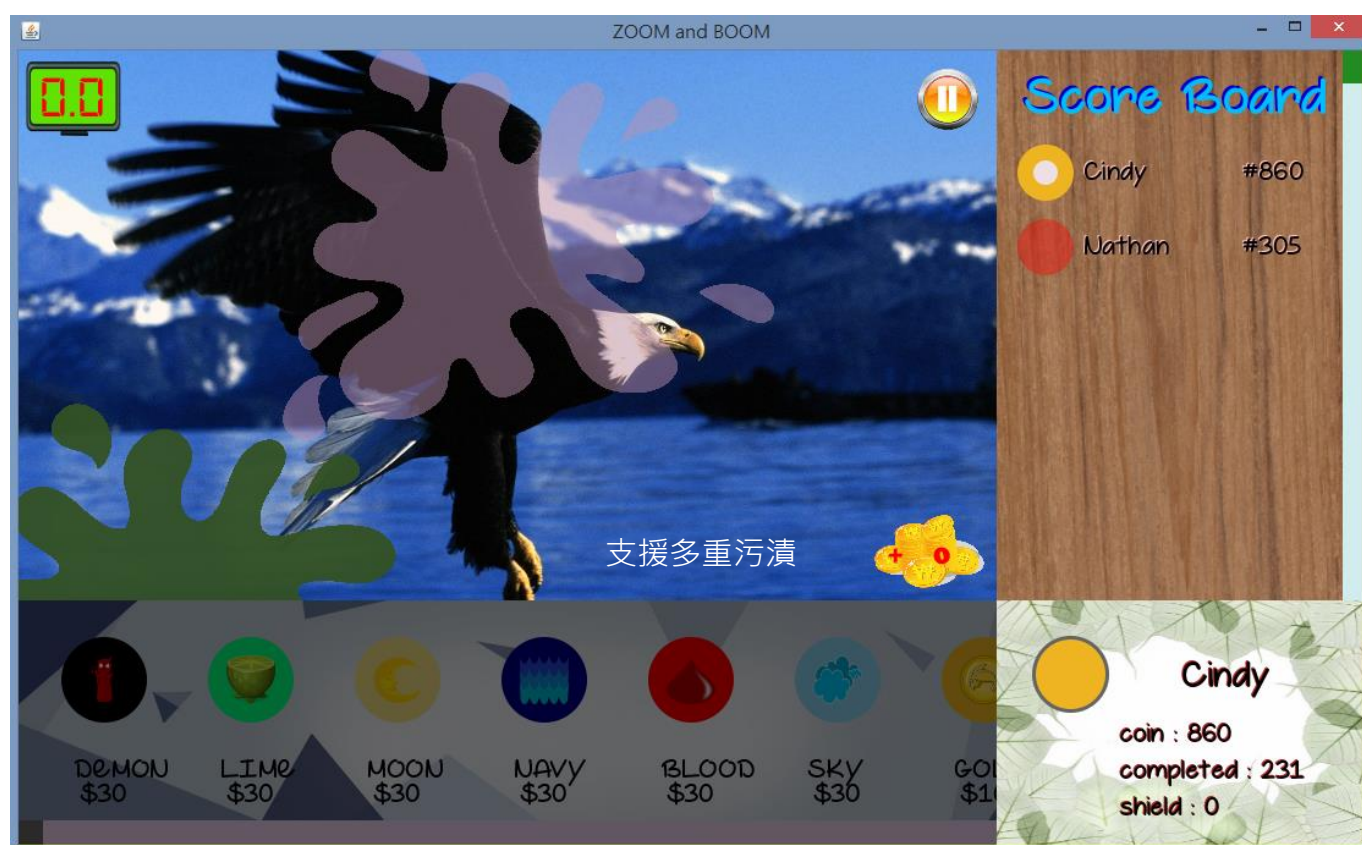 ZOOM and BOOM
0.0
Score Board
Cindy #860
Nathan #305
支援多重污漬
+ 0
DEMON LIME MOON NAVY BLOOD SKY
$30 $30 $30 $30 $30 $30
Cindy
coin : 860
completed : 231
shield : 0